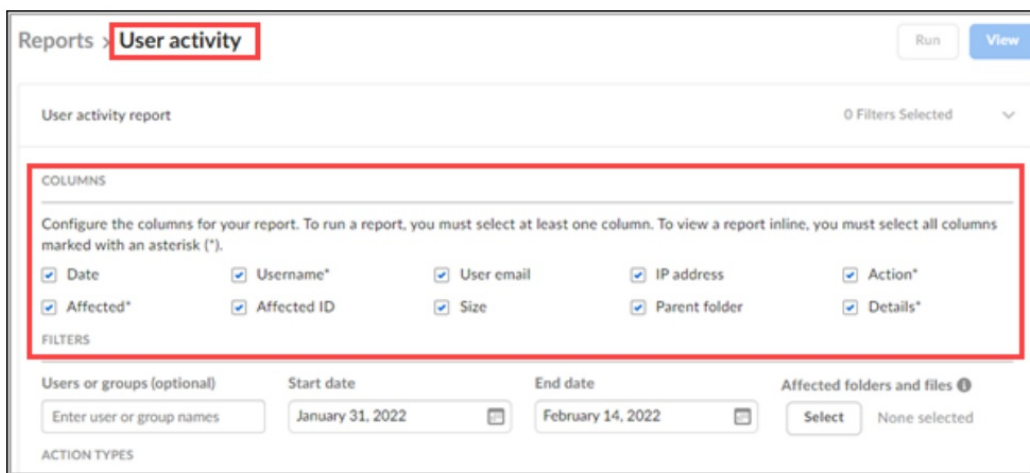 Reports > User activity
Run
View
User activity report
0 Filters Selected
COLUMNS
Configure the columns for your report. To run a report, you must select at least one column. To view a report inline, you must select all columns
marked with an asterisk (*).
Date
Username*
User email
IP address
Action*
Affected*
Affected ID
Size
Parent folder
Details*
FILTERS
Users or groups (optional)
Start date
End date
Affected folders and files
Enter user or group names
January 31, 2022
February 14, 2022
Select
None selected
ACTION TYPES